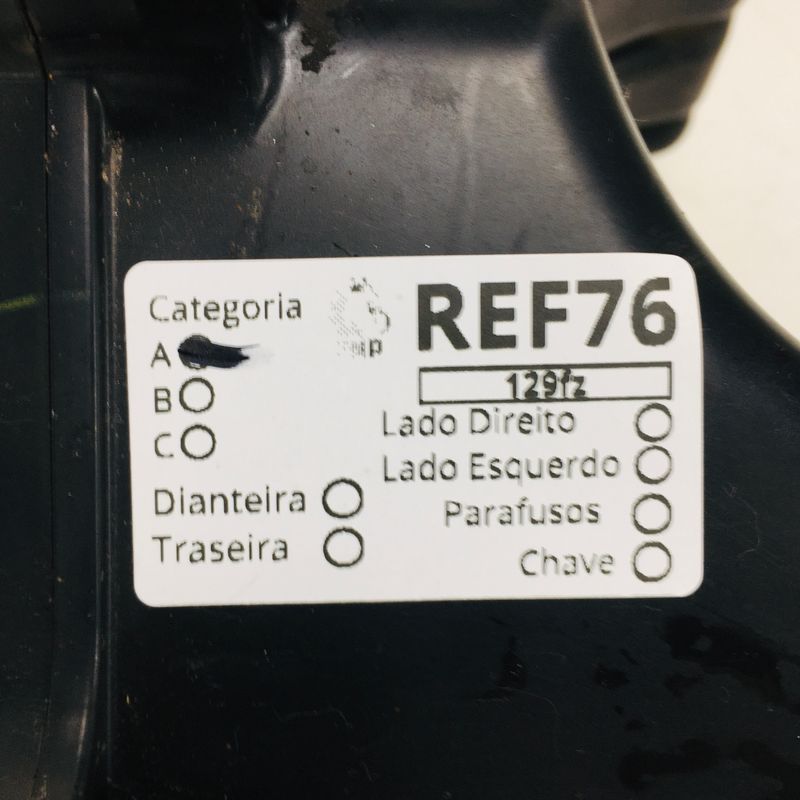 Categoria
A
B
C
Dianteira
Traseira
REF76
129fz
Lado Direito
Lado Esquerdo
Parafusos
Chave